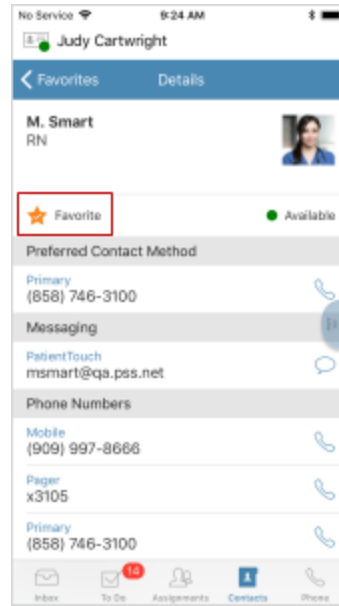 No Service 9:24 AM
Judy Cartwright
Favorites Details
M. Smart
RN
Favorite Available
Preferred Contact Method
Primary
(858) 746-3100
Messaging
PatientTouch
msmart@qa.pss.net
Phone Numbers
Mobile
(909) 997-8666
Pager
x3105
Primary
(858) 746-3100
14
Inbox To Do Assignments Contacts Phone